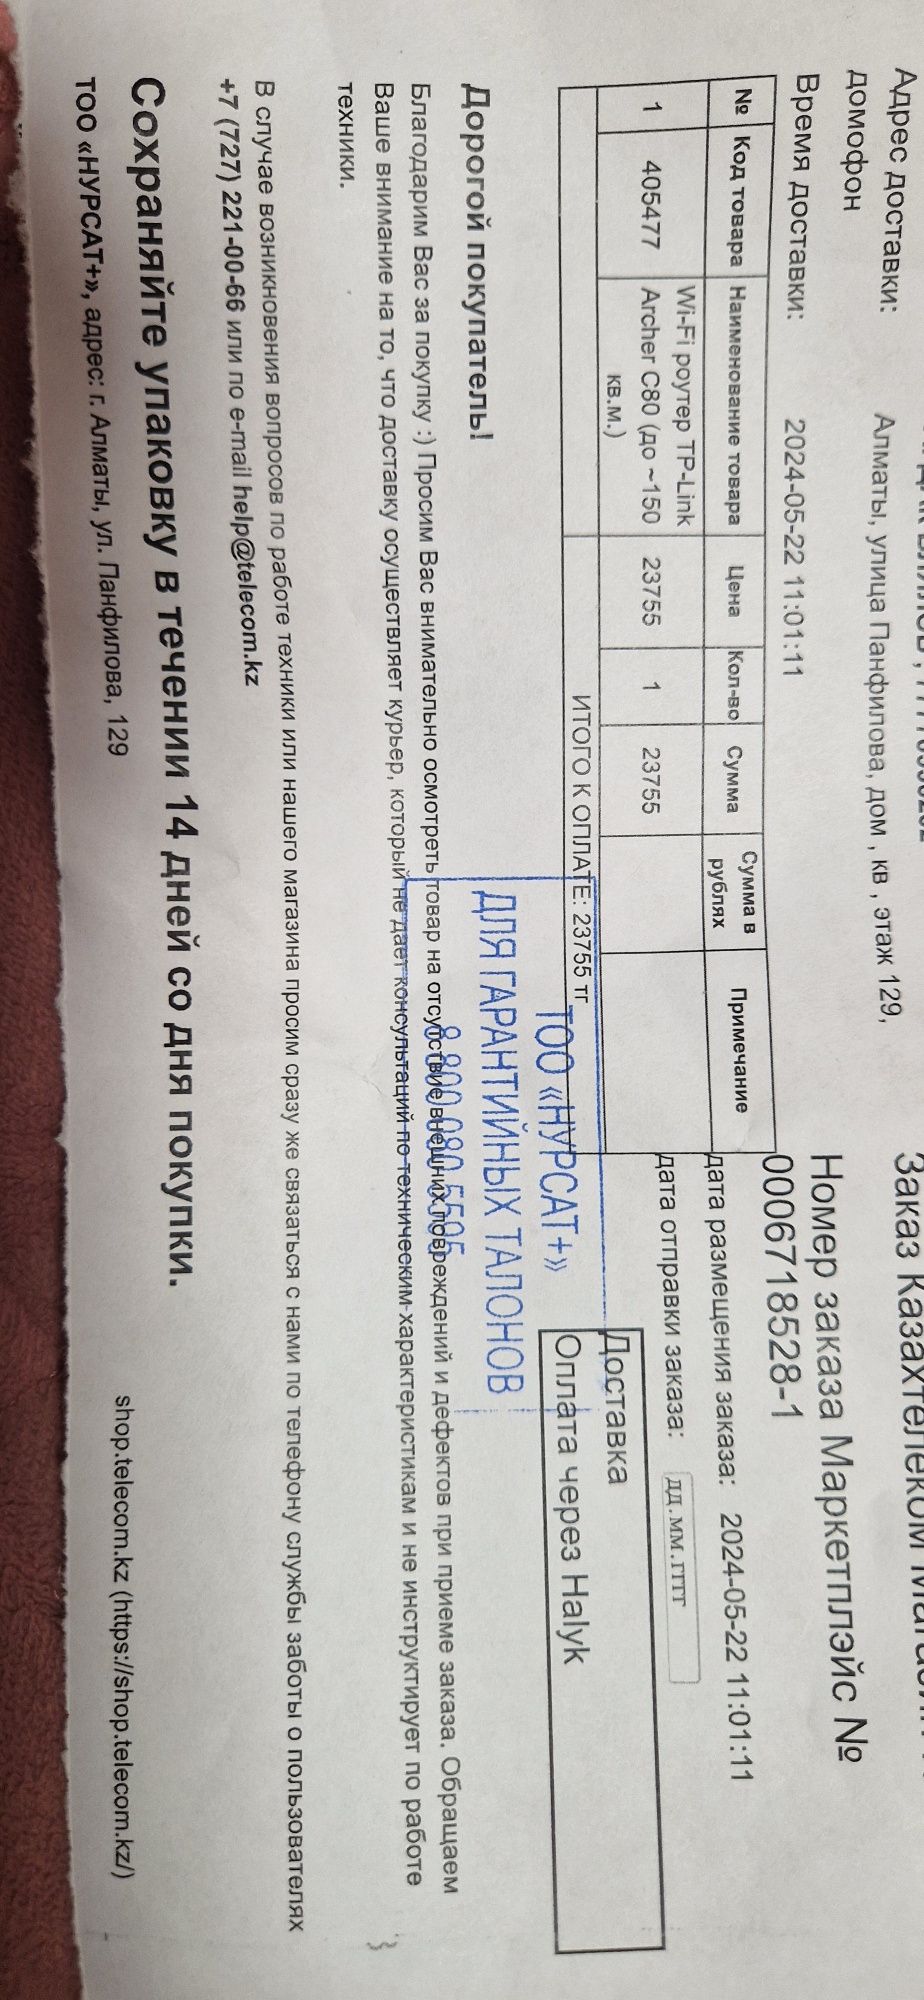 Заказ Казахтелеком
Номер заказа Маркетплэйс №
0006718528-1
Адрес доставки: Алматы, улица Панфилова, дом , кв , этаж 129,
домофон
Время доставки: 2024-05-22 11:01:11
дата размещения заказа: 2024-05-22 11:01:11
дата отправки заказа: дд.мм.гггг
№ Код товара Наименование товара Цена Кол-во Сумма Сумма в рублях Примечание
1 405477 Wi-Fi роутер TP-Link Archer C80 (до ~150 кв.м.) 23755 1 23755
ИТОГО К ОПЛАТЕ: 23755 тг
Доставка
Оплата через Halyk
ТОО «НУРСАТ+»
ДЛЯ ГАРАНТИЙНЫХ ТАЛОНОВ
8 800 080 5595
Дорогой покупатель!
Благодарим Вас за покупку :) Просим Вас внимательно осмотреть товар на отсутствие внешних повреждений и дефектов при приеме заказа. Обращаем
Ваше внимание на то, что доставку осуществляет курьер, который не дает консультаций по техническим характеристикам и не инструктирует по работе
техники.
В случае возникновения вопросов по работе техники или нашего магазина просим сразу же связаться с нами по телефону службы заботы о пользователях
+7 (727) 221-00-66 или по e-mail help@telecom.kz
Сохраняйте упаковку в течении 14 дней со дня покупки.
ТОО «НУРСАТ+», адрес: г. Алматы, ул. Панфилова, 129
shop.telecom.kz (https://shop.telecom.kz/)